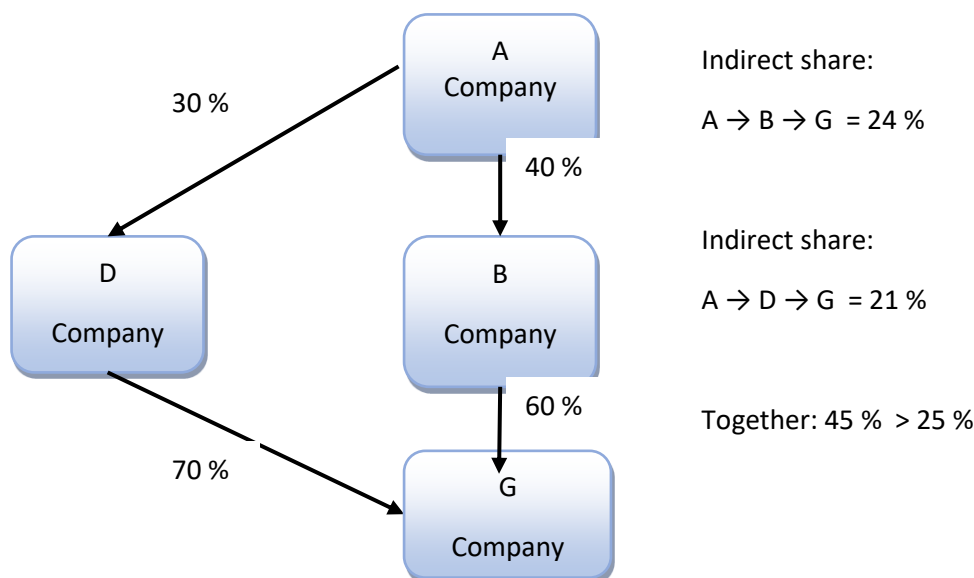 A
Company
30 %
40 %
D
Company
B
Company
60 %
70 %
G
Company
Indirect share:
A → B → G = 24 %
Indirect share:
A → D → G = 21 %
Together: 45 % > 25 %